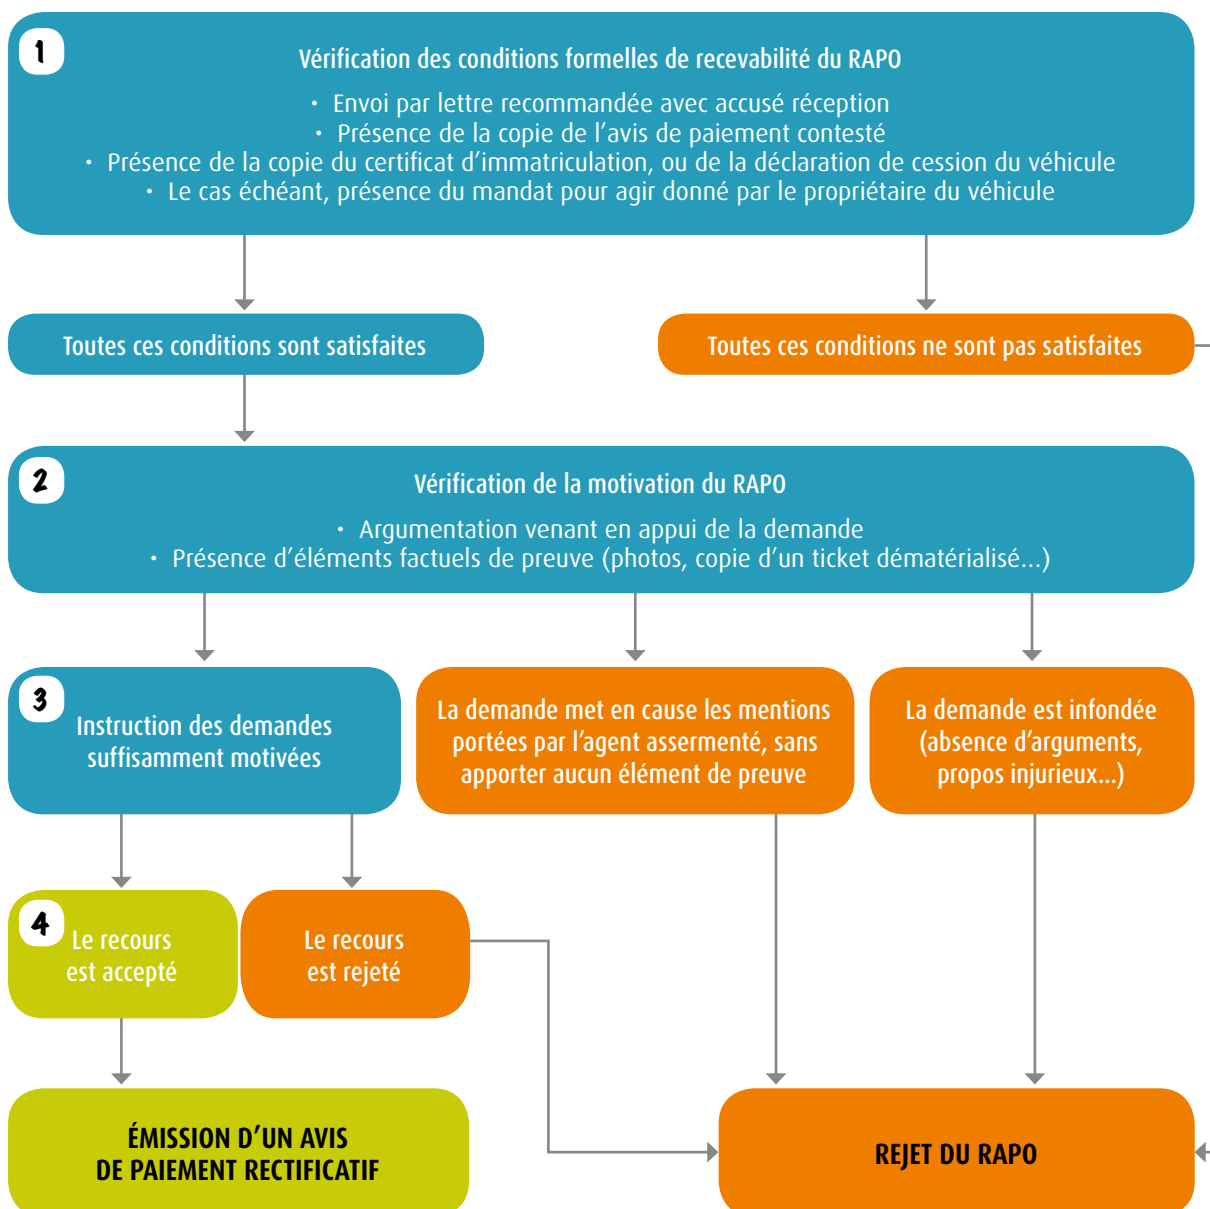 1
Vérification des conditions formelles de recevabilité du RAPO
• Envoi par lettre recommandée avec accusé réception
• Présence de la copie de l’avis de paiement contesté
• Présence de la copie du certificat d’immatriculation, ou de la déclaration de cession du véhicule
• Le cas échéant, présence du mandat pour agir donné par le propriétaire du véhicule
Toutes ces conditions sont satisfaites
Toutes ces conditions ne sont pas satisfaites
2
Vérification de la motivation du RAPO
• Argumentation venant en appui de la demande
• Présence d’éléments factuels de preuve (photos, copie d’un ticket dématérialisé...)
3
Instruction des demandes
suffisamment motivées
La demande met en cause les mentions
portées par l’agent assermenté, sans
apporter aucun élément de preuve
La demande est infondée
(absence d’arguments,
propos injurieux...)
4
Le recours
est accepté
Le recours
est rejeté
ÉMISSION D’UN AVIS
DE PAIEMENT RECTIFICATIF
REJET DU RAPO